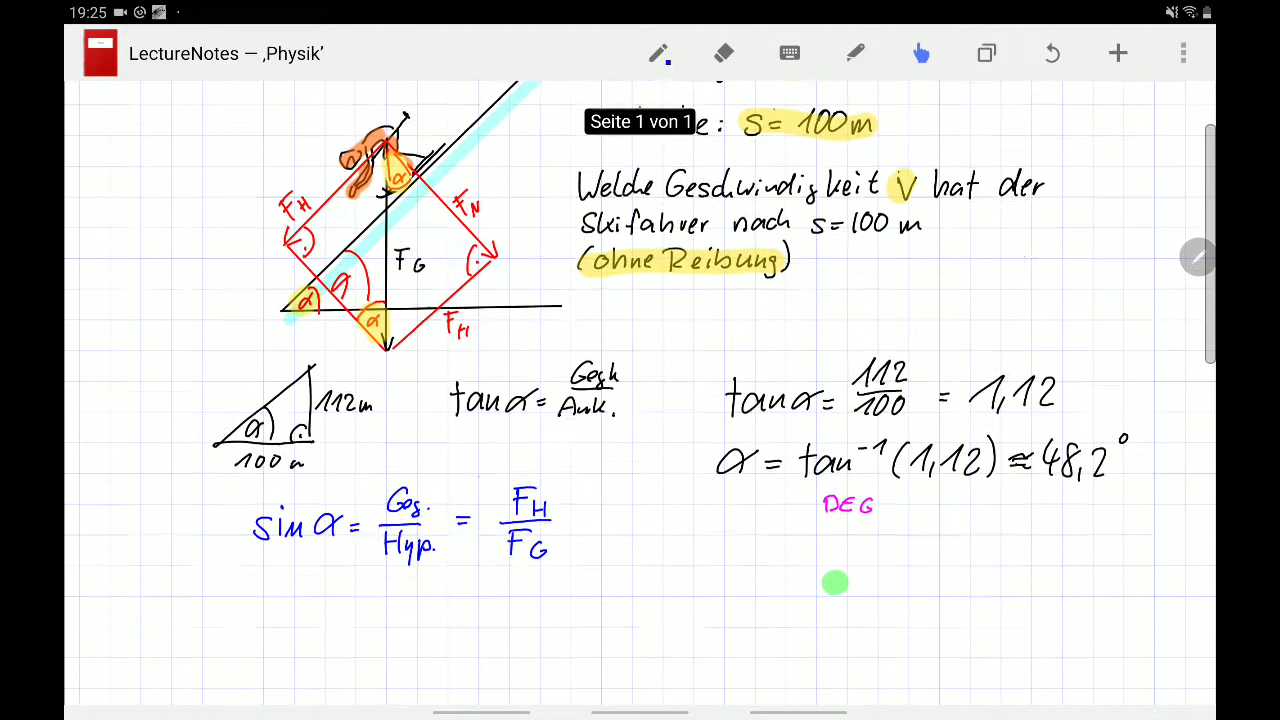 19:25
LectureNotes — ‚Physik’
Seite 1 von 1
e: s = 100 m
Welche Geschwindigkeit V hat der
Skifahrer nach s = 100 m
(ohne Reibung)
α
F_H
F_N
F_G
α
α
F_H
112 m
α
100 m
tan α = Gegk / Ank.
tan α = 112/100 = 1,12
α = tan⁻¹ (1,12) ≈ 48,2°
DEG
sin α = Geg. / Hyp. = F_H / F_G